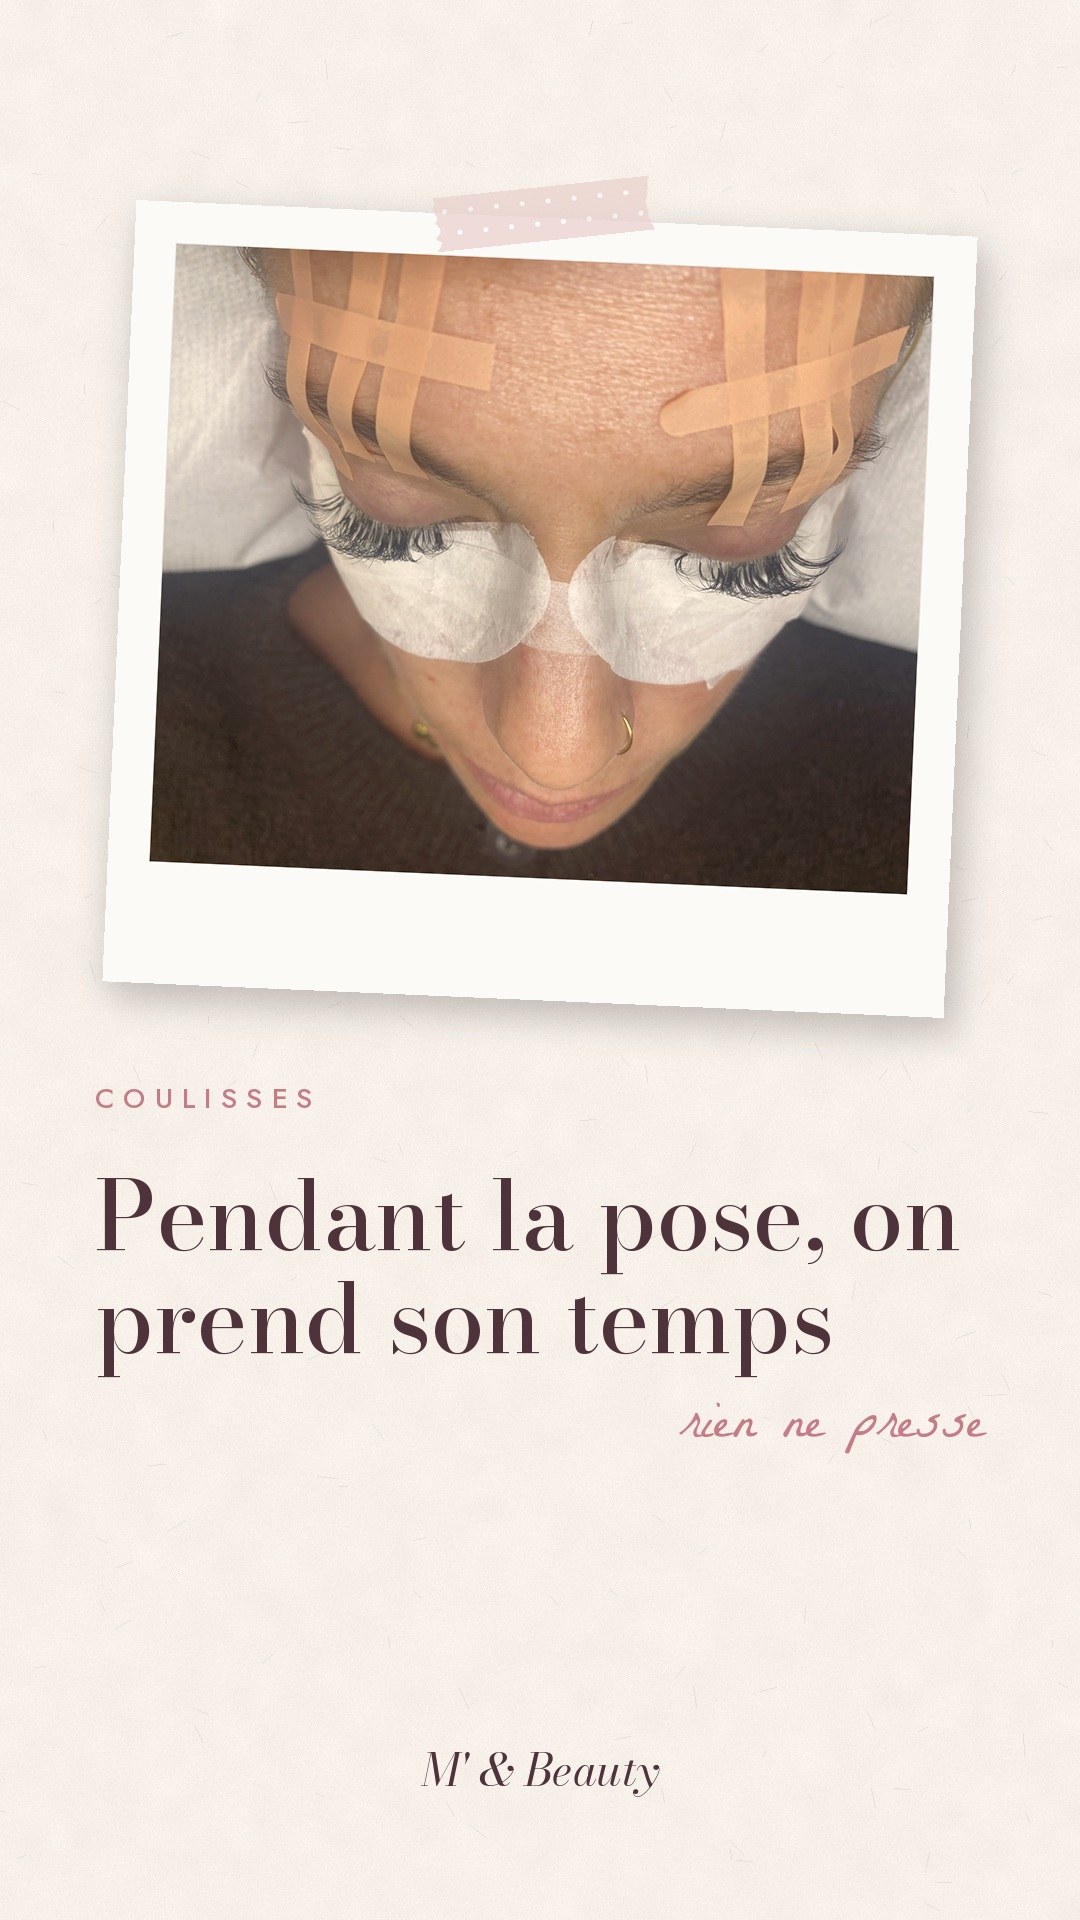 COULISSES
Pendant la pose, on
prend son temps
rien ne presse
M' & Beauty